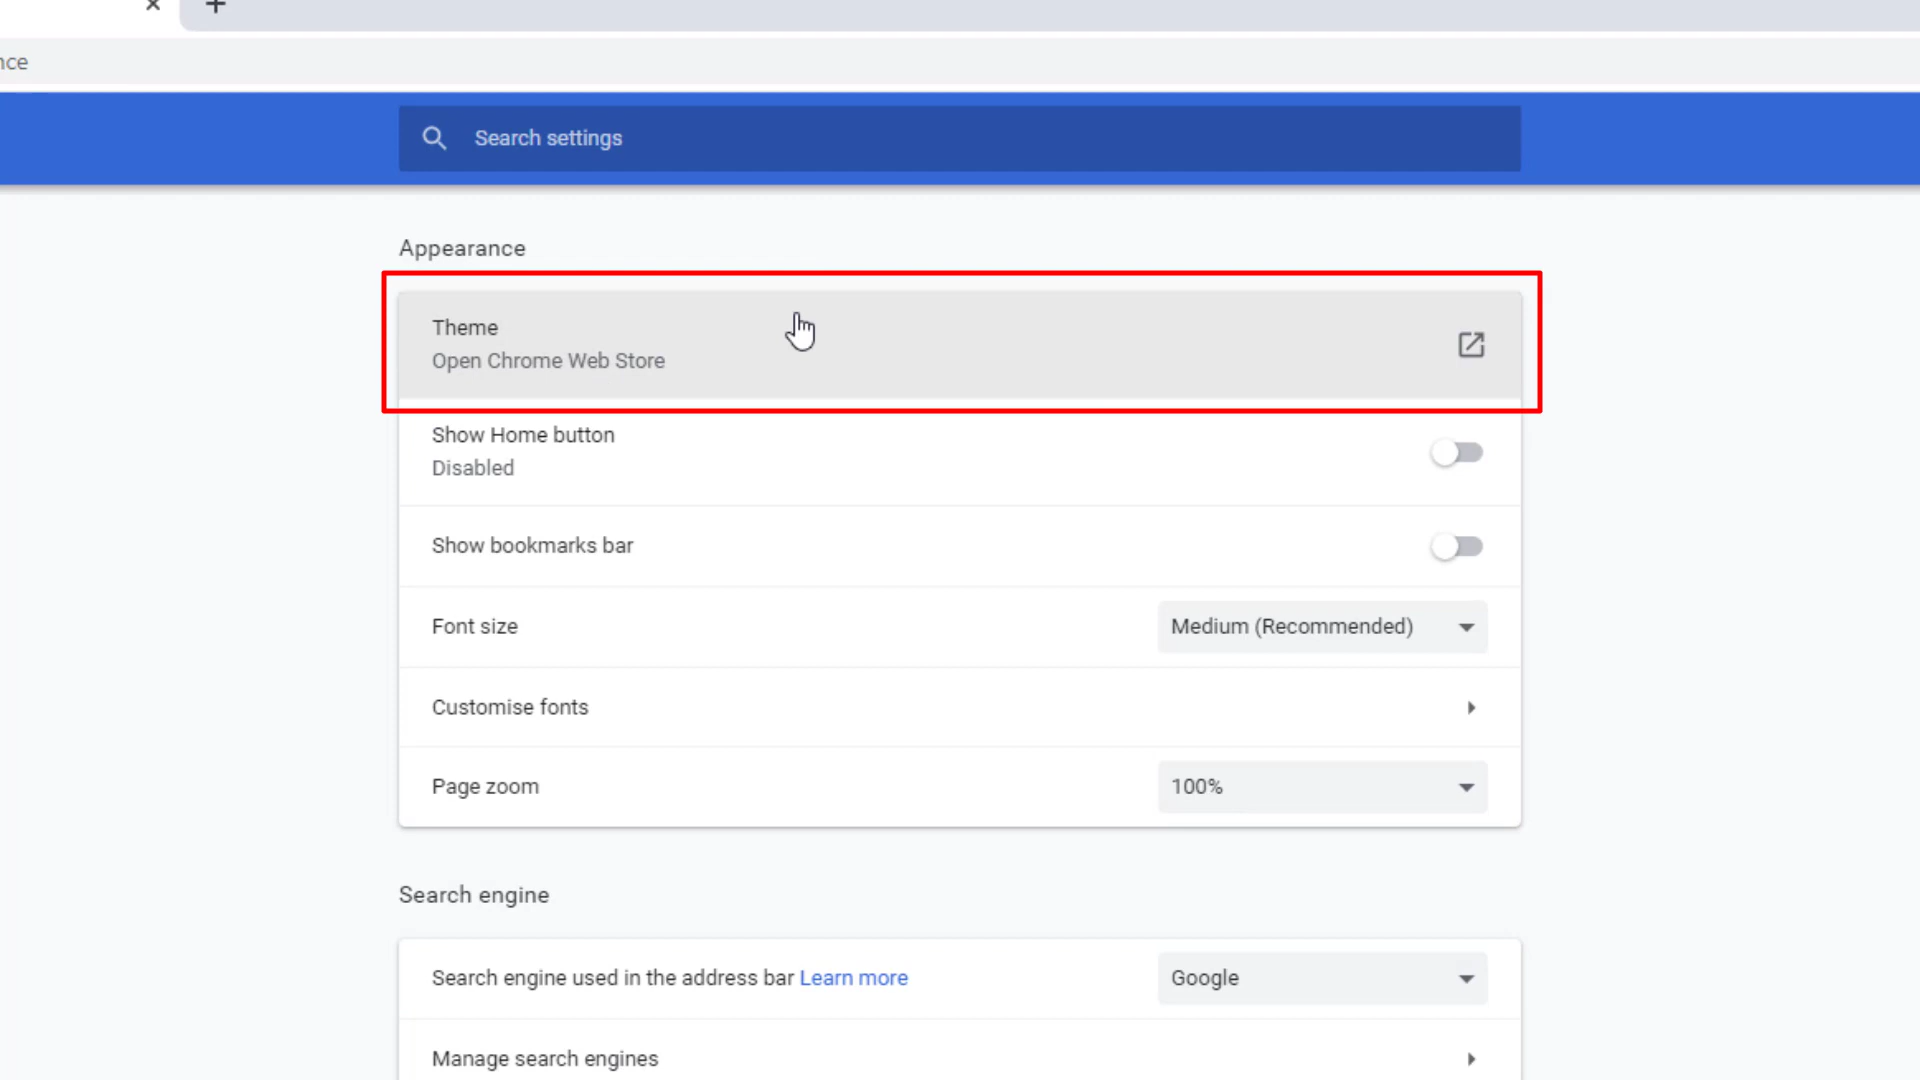 nce
Search settings
Appearance
Theme
Open Chrome Web Store
Show Home button
Disabled
Show bookmarks bar
Font size
Medium (Recommended)
Customise fonts
Page zoom
100%
Search engine
Search engine used in the address bar Learn more
Google
Manage search engines